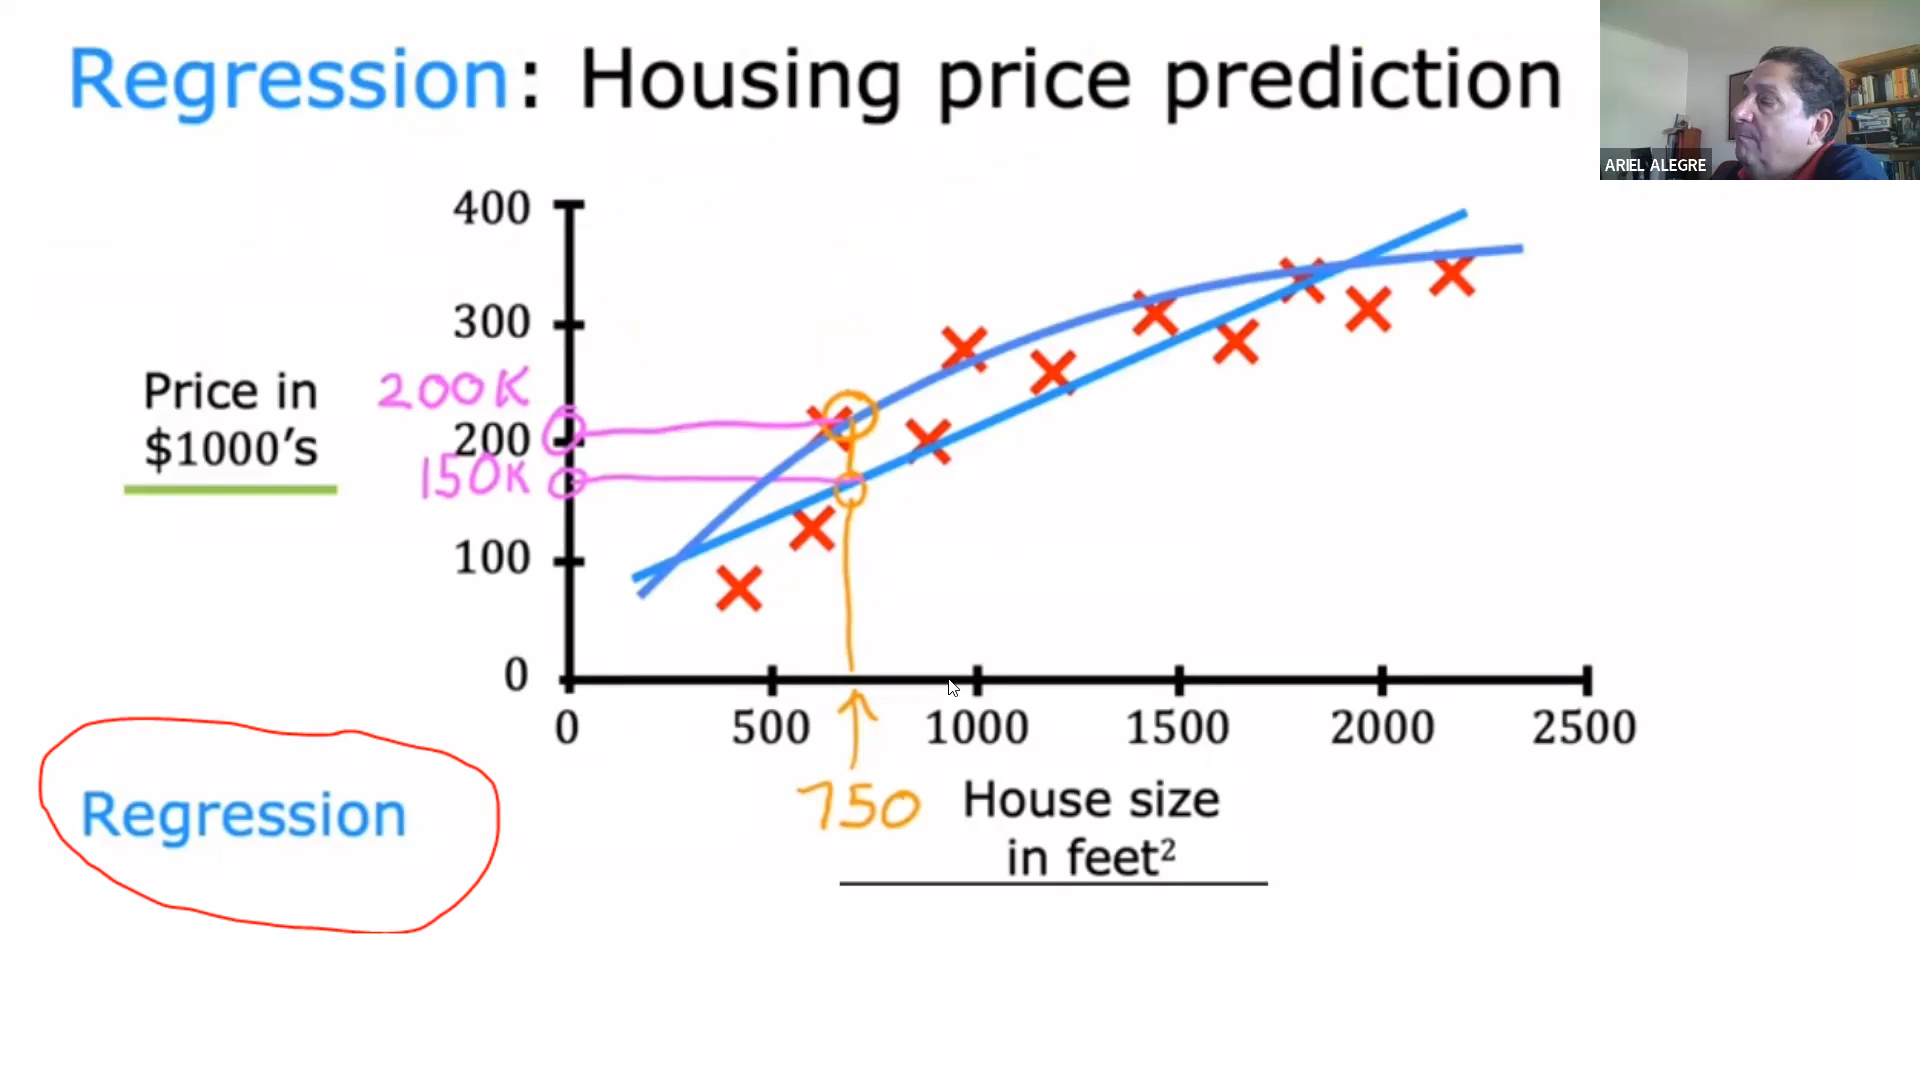 Regression: Housing price prediction
ARIEL ALEGRE
400
300
200K
200
150K
100
0
Price in
$1000's
0 500 1000 1500 2000 2500
750
House size
in feet²
Regression